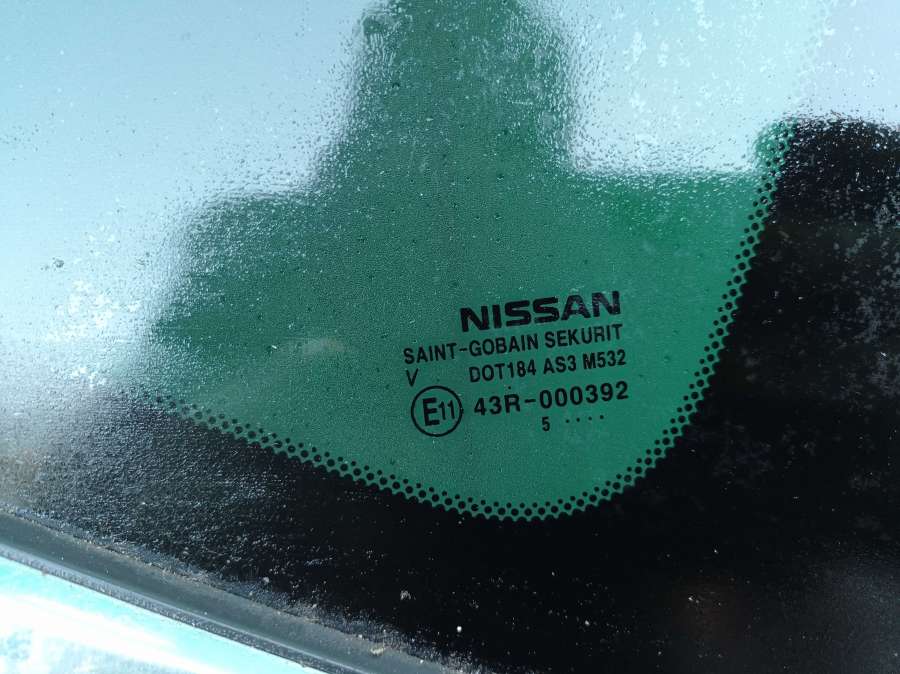 NISSAN
SAINT-GOBAIN SEKURIT
V DOT184 AS3 M532
E11 43R-000392
5 ····